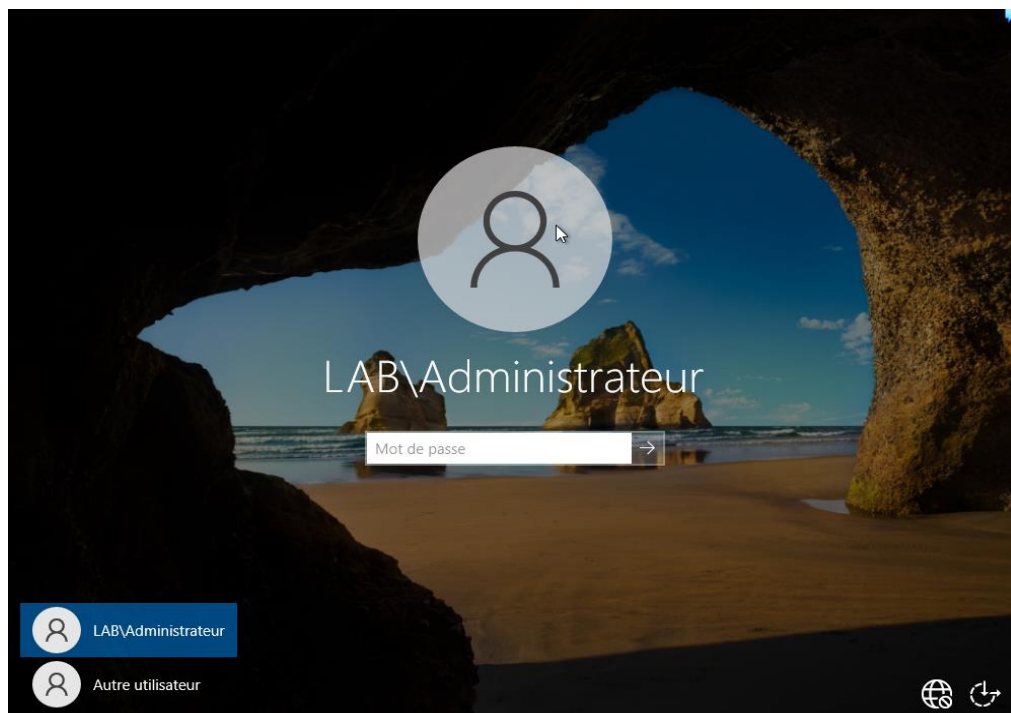 LAB\Administrateur
Mot de passe
LAB\Administrateur
Autre utilisateur